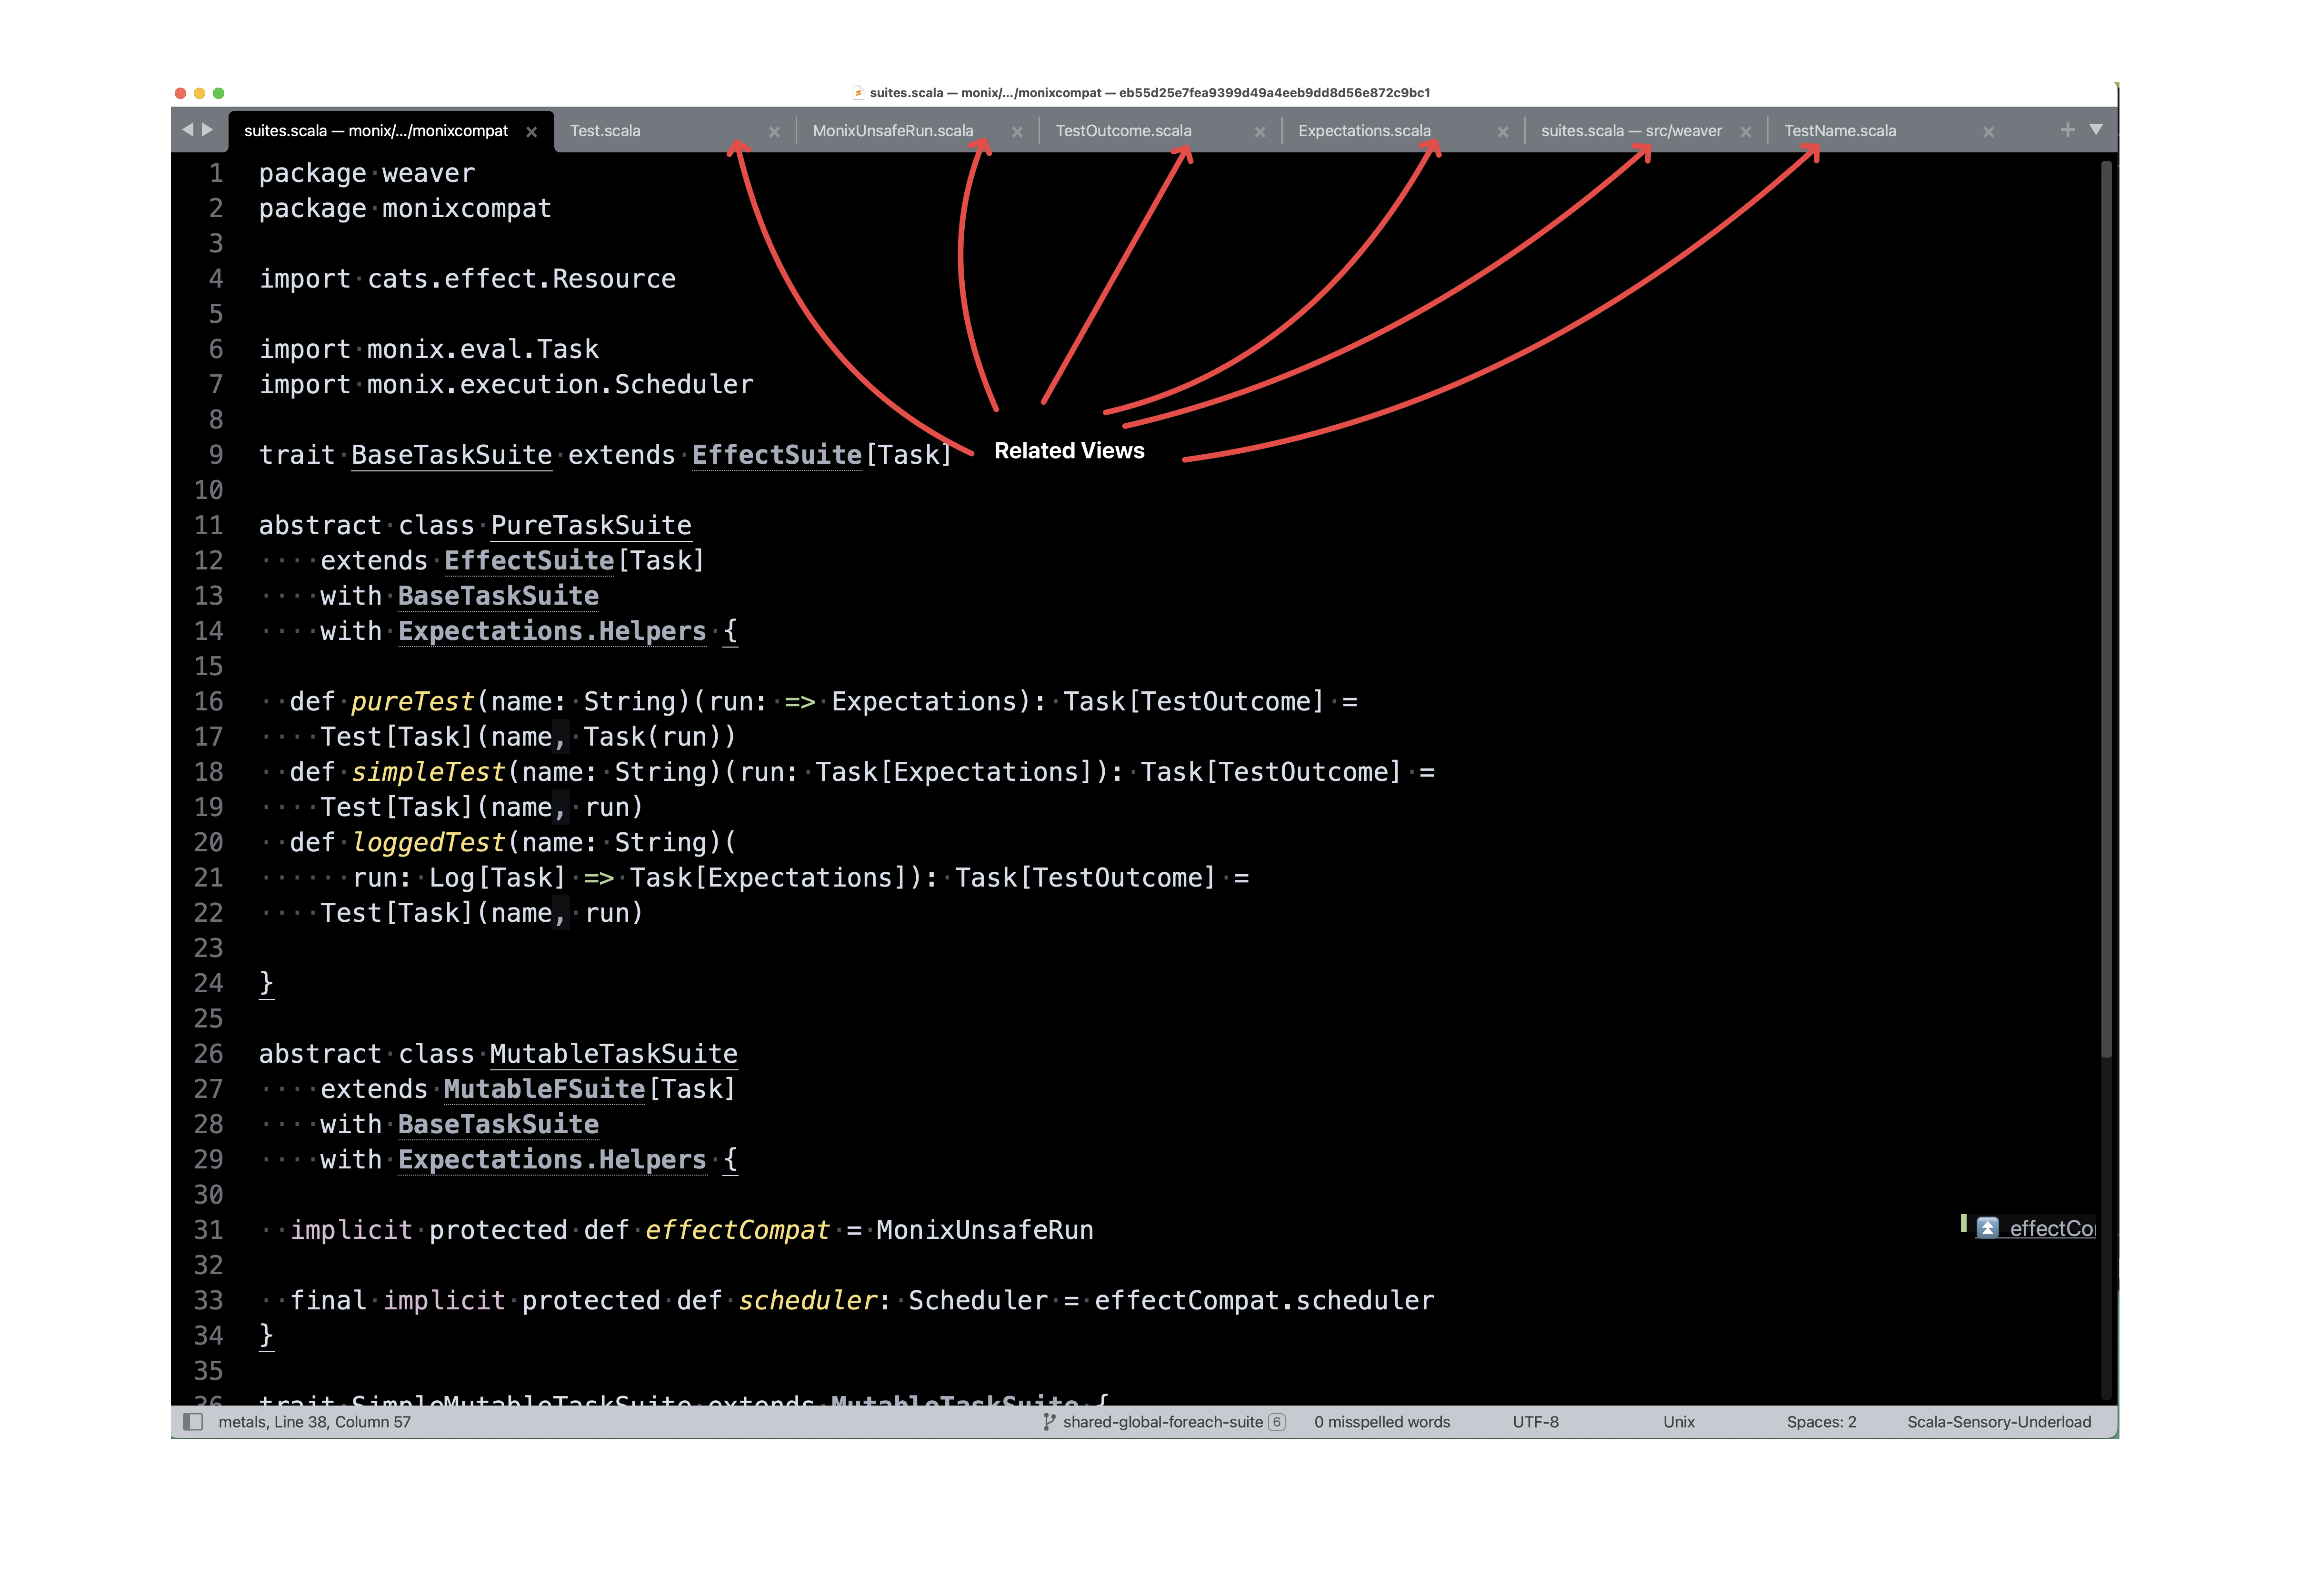 suites.scala — monix/.../monixcompat — eb55d25e7fea9399d49a4eeb9dd8d56e872c9bc1
suites.scala — monix/.../monixcompat × Test.scala × MonixUnsafeRun.scala × TestOutcome.scala × Expectations.scala × suites.scala — src/weaver × TestName.scala × + ▼
1 package·weaver
2 package·monixcompat
3
4 import·cats.effect.Resource
5
6 import·monix.eval.Task
7 import·monix.execution.Scheduler
8
9 trait·BaseTaskSuite·extends·EffectSuite[Task]
Related Views
10
11 abstract·class·PureTaskSuite
12 ····extends·EffectSuite[Task]
13 ····with·BaseTaskSuite
14 ····with·Expectations.Helpers·{
15
16 ··def·pureTest(name:·String)(run:·=>·Expectations):·Task[TestOutcome]·=
17 ····Test[Task](name,·Task(run))
18 ··def·simpleTest(name:·String)(run:·Task[Expectations]):·Task[TestOutcome]·=
19 ····Test[Task](name,·run)
20 ··def·loggedTest(name:·String)(
21 ······run:·Log[Task]·=>·Task[Expectations]):·Task[TestOutcome]·=
22 ····Test[Task](name,·run)
23
24 }
25
26 abstract·class·MutableTaskSuite
27 ····extends·MutableFSuite[Task]
28 ····with·BaseTaskSuite
29 ····with·Expectations.Helpers·{
30
31 ··implicit·protected·def·effectCompat·=·MonixUnsafeRun effectCo
32
33 ··final·implicit·protected·def·scheduler:·Scheduler·=·effectCompat.scheduler
34 }
35
36 trait·SimpleMutableTaskSuite·extends·MutableTaskSuite·{
metals, Line 38, Column 57 shared-global-foreach-suite 6 0 misspelled words UTF-8 Unix Spaces: 2 Scala-Sensory-Underload